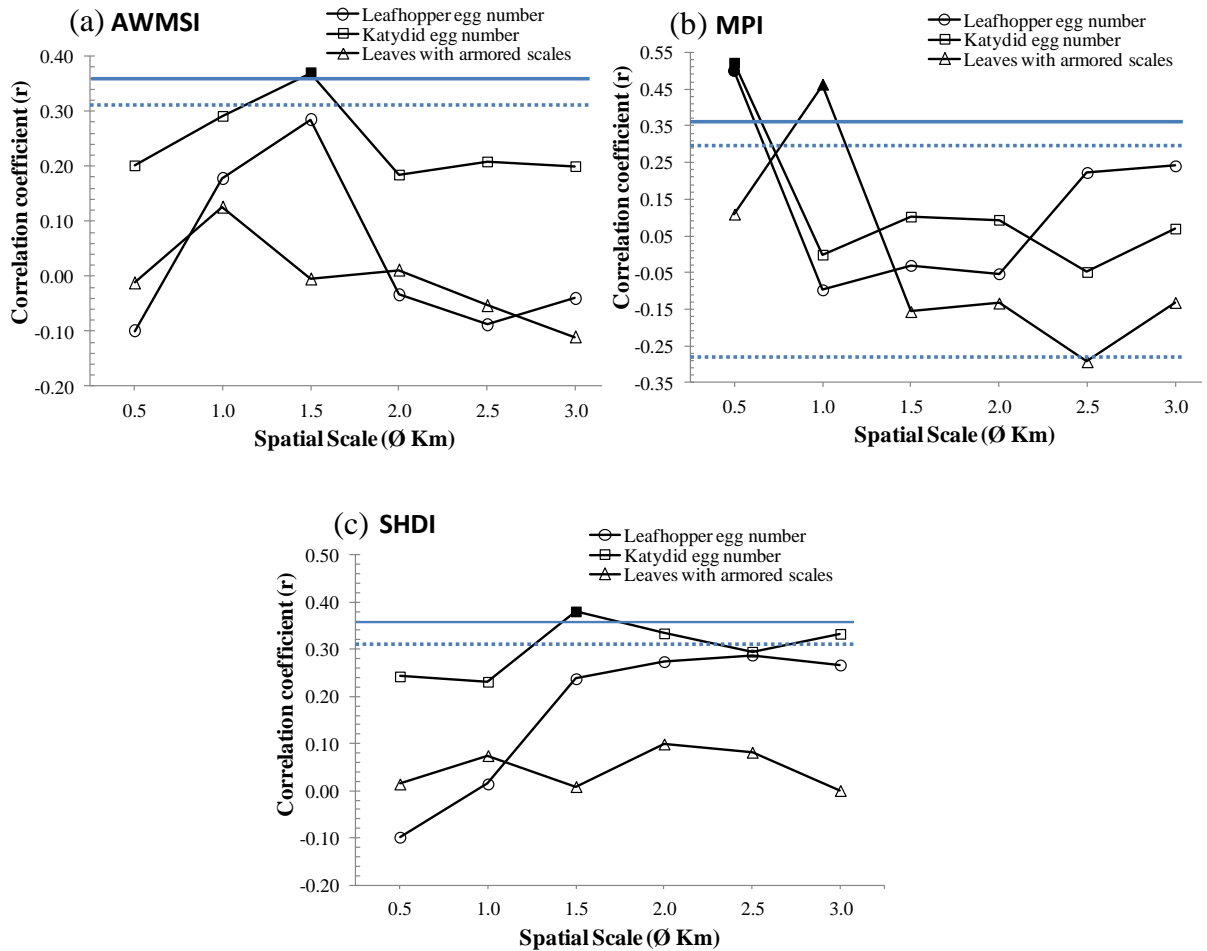 (a) AWMSI
Leafhopper egg number
Katydid egg number
Leaves with armored scales
Correlation coefficient (r)
0.40
0.30
0.20
0.10
0.00
-0.10
-0.20
0.5 1.0 1.5 2.0 2.5 3.0
Spatial Scale (Ø Km)
(b) MPI
Leafhopper egg number
Katydid egg number
Leaves with armored scales
Correlation coefficient (r)
0.55
0.45
0.35
0.25
0.15
0.05
-0.05
-0.15
-0.25
-0.35
0.5 1.0 1.5 2.0 2.5 3.0
Spatial Scale (Ø Km)
(c) SHDI
Leafhopper egg number
Katydid egg number
Leaves with armored scales
Correlation coefficient (r)
0.50
0.40
0.30
0.20
0.10
0.00
-0.10
-0.20
0.5 1.0 1.5 2.0 2.5 3.0
Spatial Scale (Ø Km)